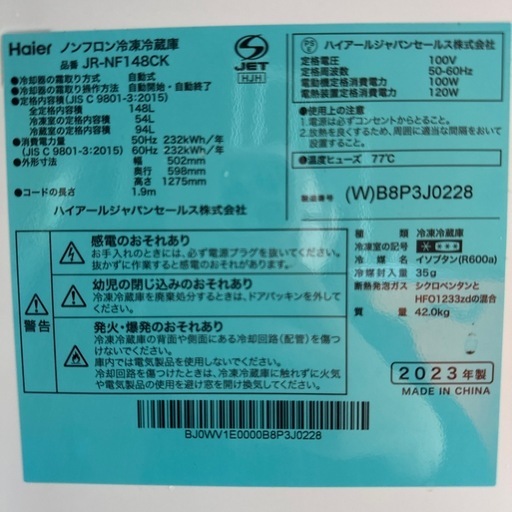 Haier ノンフロン冷凍冷蔵庫
品番 JR-NF148CK
JET
HJH
●冷却器の霜取り方式 自動式
●冷却器の霜取り操作方法 自動開始・自動終了
●定格内容積(JIS C 9801-3:2015)
全定格内容積 148L
冷凍室の定格内容積 54L
冷蔵室の定格内容積 94L
●消費電力量 50Hz 232kWh/年
(JIS C 9801-3:2015) 60Hz 232kWh/年
●外形寸法 幅 502mm
奥行 598mm
高さ 1275mm
●コードの長さ 1.9m
ハイアールジャパンセールス株式会社
PSE ハイアールジャパンセールス株式会社
定格電圧 100V
定格周波数 50-60Hz
電動機定格消費電力 100W
電熱装置定格消費電力 120W
●使用上の注意
1.電源は必ずコンセントからとること。
2.放熱を良くするため、周囲に適当な間隔をおいて
設置すること。
●温度ヒューズ 77℃
製造番号 (W)B8P3J0228
警告
感電のおそれあり
お手入れのときには、必ず電源プラグを抜いてください。
抜かずに作業すると感電のおそれがあります。
幼児の閉じ込めのおそれあり
冷凍冷蔵庫を廃棄処分するときは、ドアパッキンを外して
ください。
発火・爆発のおそれあり
冷凍冷蔵庫の背面や側面にある冷却回路(配管)を傷つ
けないでください。
庫内では電気製品を使用しないでください。
冷却回路を傷つけたときは、冷凍冷蔵庫に触れずに火気
や電気製品の使用を避け窓を開け換気してください。
種類 冷凍冷蔵庫
冷凍室の記号
冷媒 イソブタン(R600a)
冷媒封入量 35g
断熱発泡ガス シクロペンタンと
HFO1233zdの混合
質量 42.0kg
2023年製
MADE IN CHINA
BJ0WV1E0000B8P3J0228